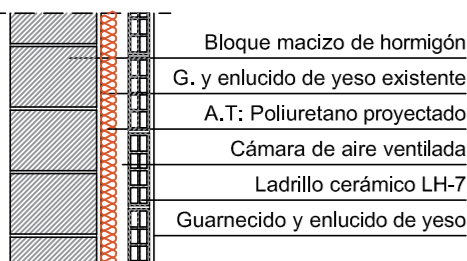 Bloque macizo de hormigón
G. y enlucido de yeso existente
A.T: Poliuretano proyectado
Cámara de aire ventilada
Ladrillo cerámico LH-7
Guarnecido y enlucido de yeso